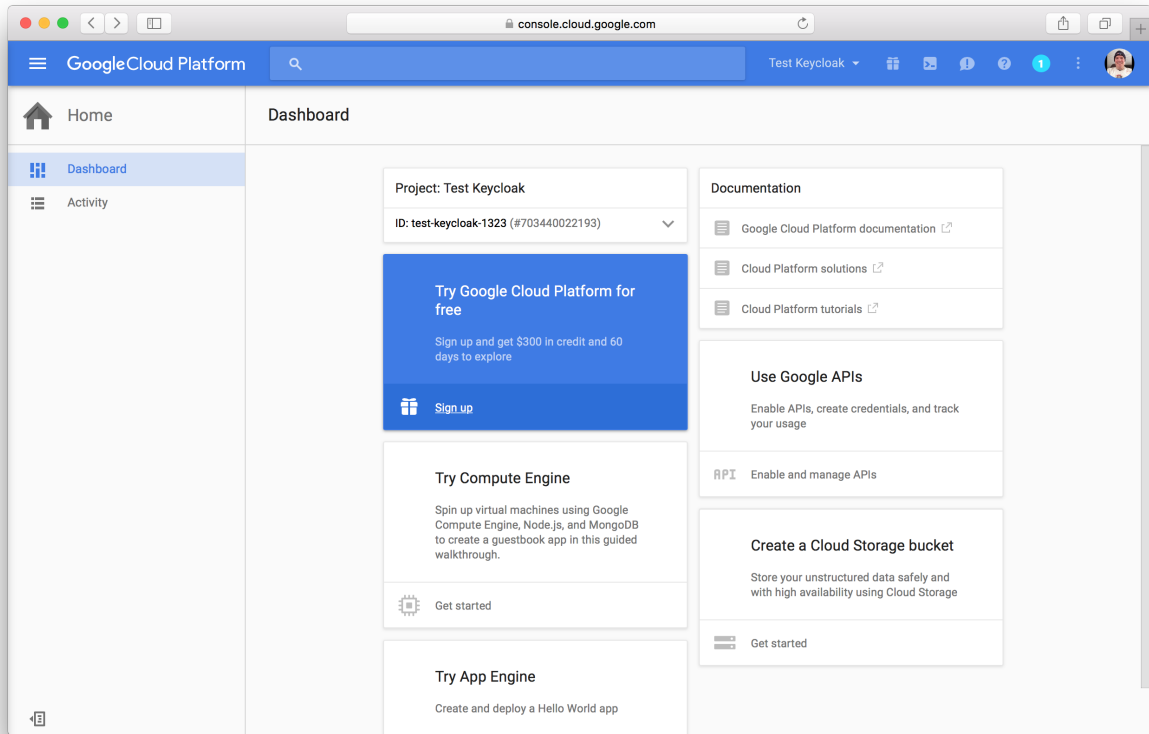 console.cloud.google.com
Google Cloud Platform
Test Keycloak
1
Home
Dashboard
Dashboard
Activity
Project: Test Keycloak
ID: test-keycloak-1323 (#703440022193)
Try Google Cloud Platform for
free
Sign up and get $300 in credit and 60
days to explore
Sign up
Try Compute Engine
Spin up virtual machines using Google
Compute Engine, Node.js, and MongoDB
to create a guestbook app in this guided
walkthrough.
Get started
Try App Engine
Create and deploy a Hello World app
Documentation
Google Cloud Platform documentation
Cloud Platform solutions
Cloud Platform tutorials
Use Google APIs
Enable APIs, create credentials, and track
your usage
API Enable and manage APIs
Create a Cloud Storage bucket
Store your unstructured data safely and
with high availability using Cloud Storage
Get started